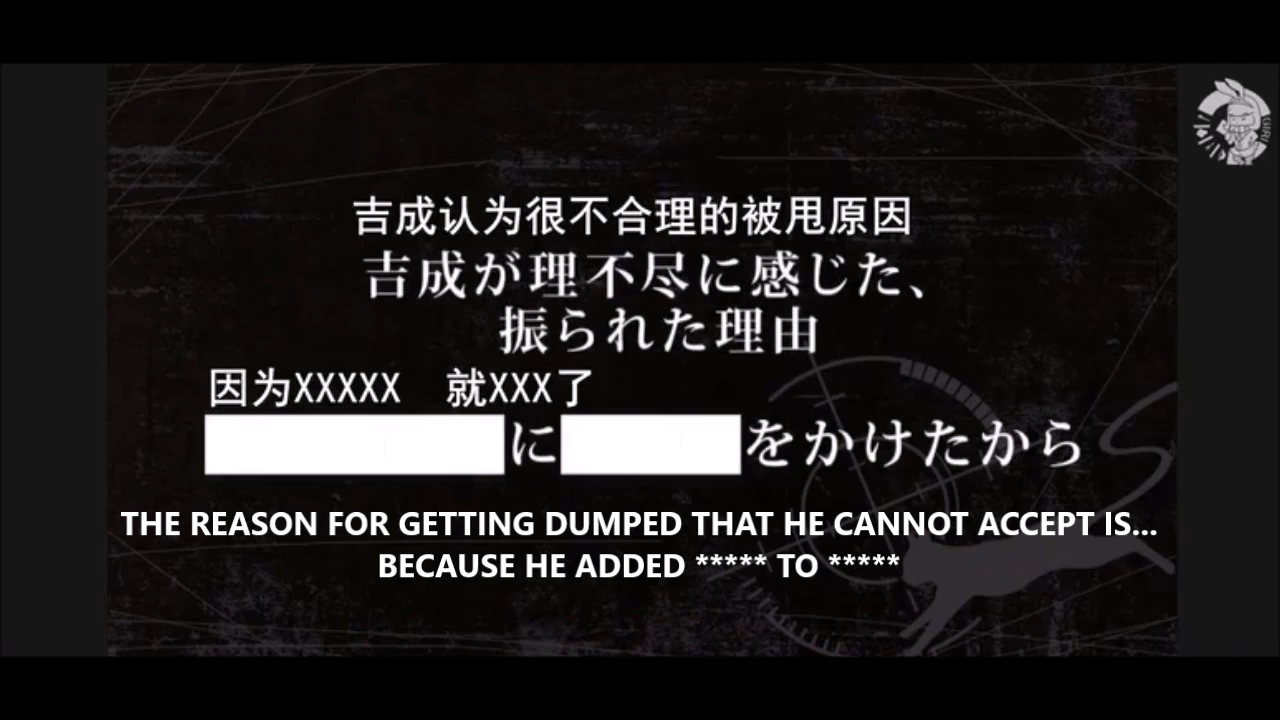 吉成认为很不合理的被甩原因
吉成が理不尽に感じた、
振られた理由
因为XXXXX 就XXX了
に をかけたから
THE REASON FOR GETTING DUMPED THAT HE CANNOT ACCEPT IS...
BECAUSE HE ADDED ***** TO *****